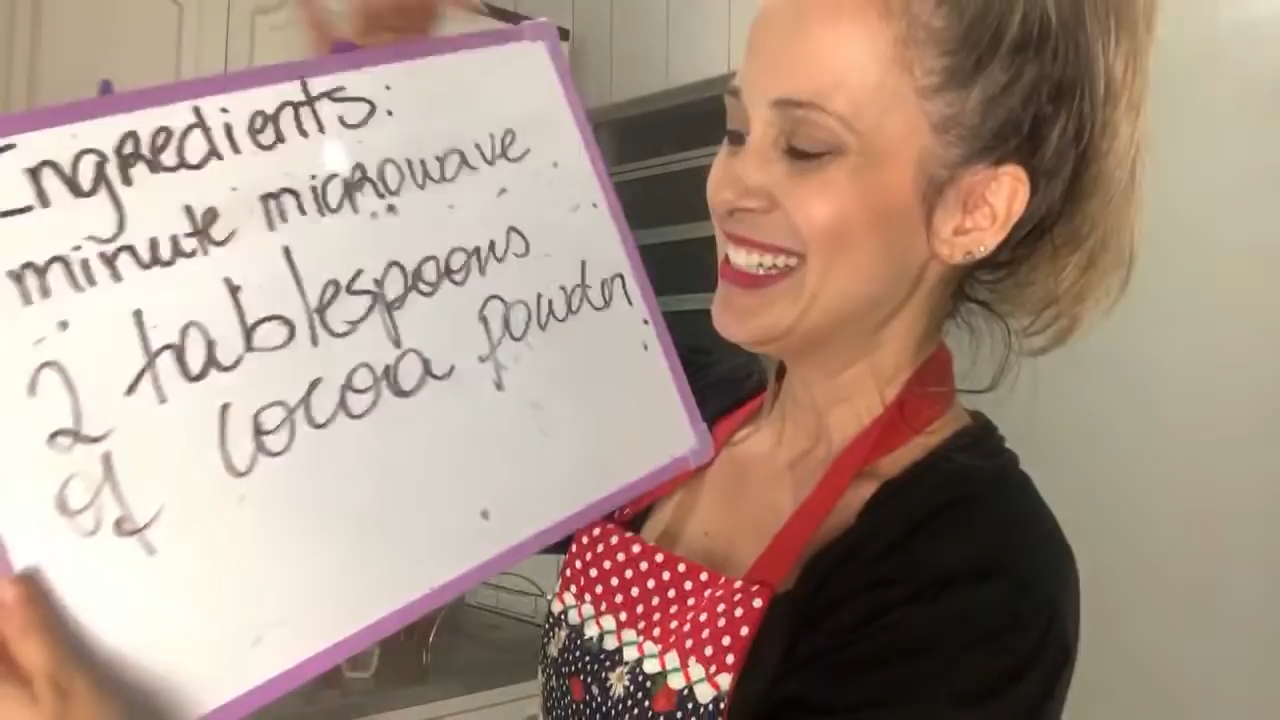 Ingredients:
minute microwave
2 tablespoons
of cocoa powder